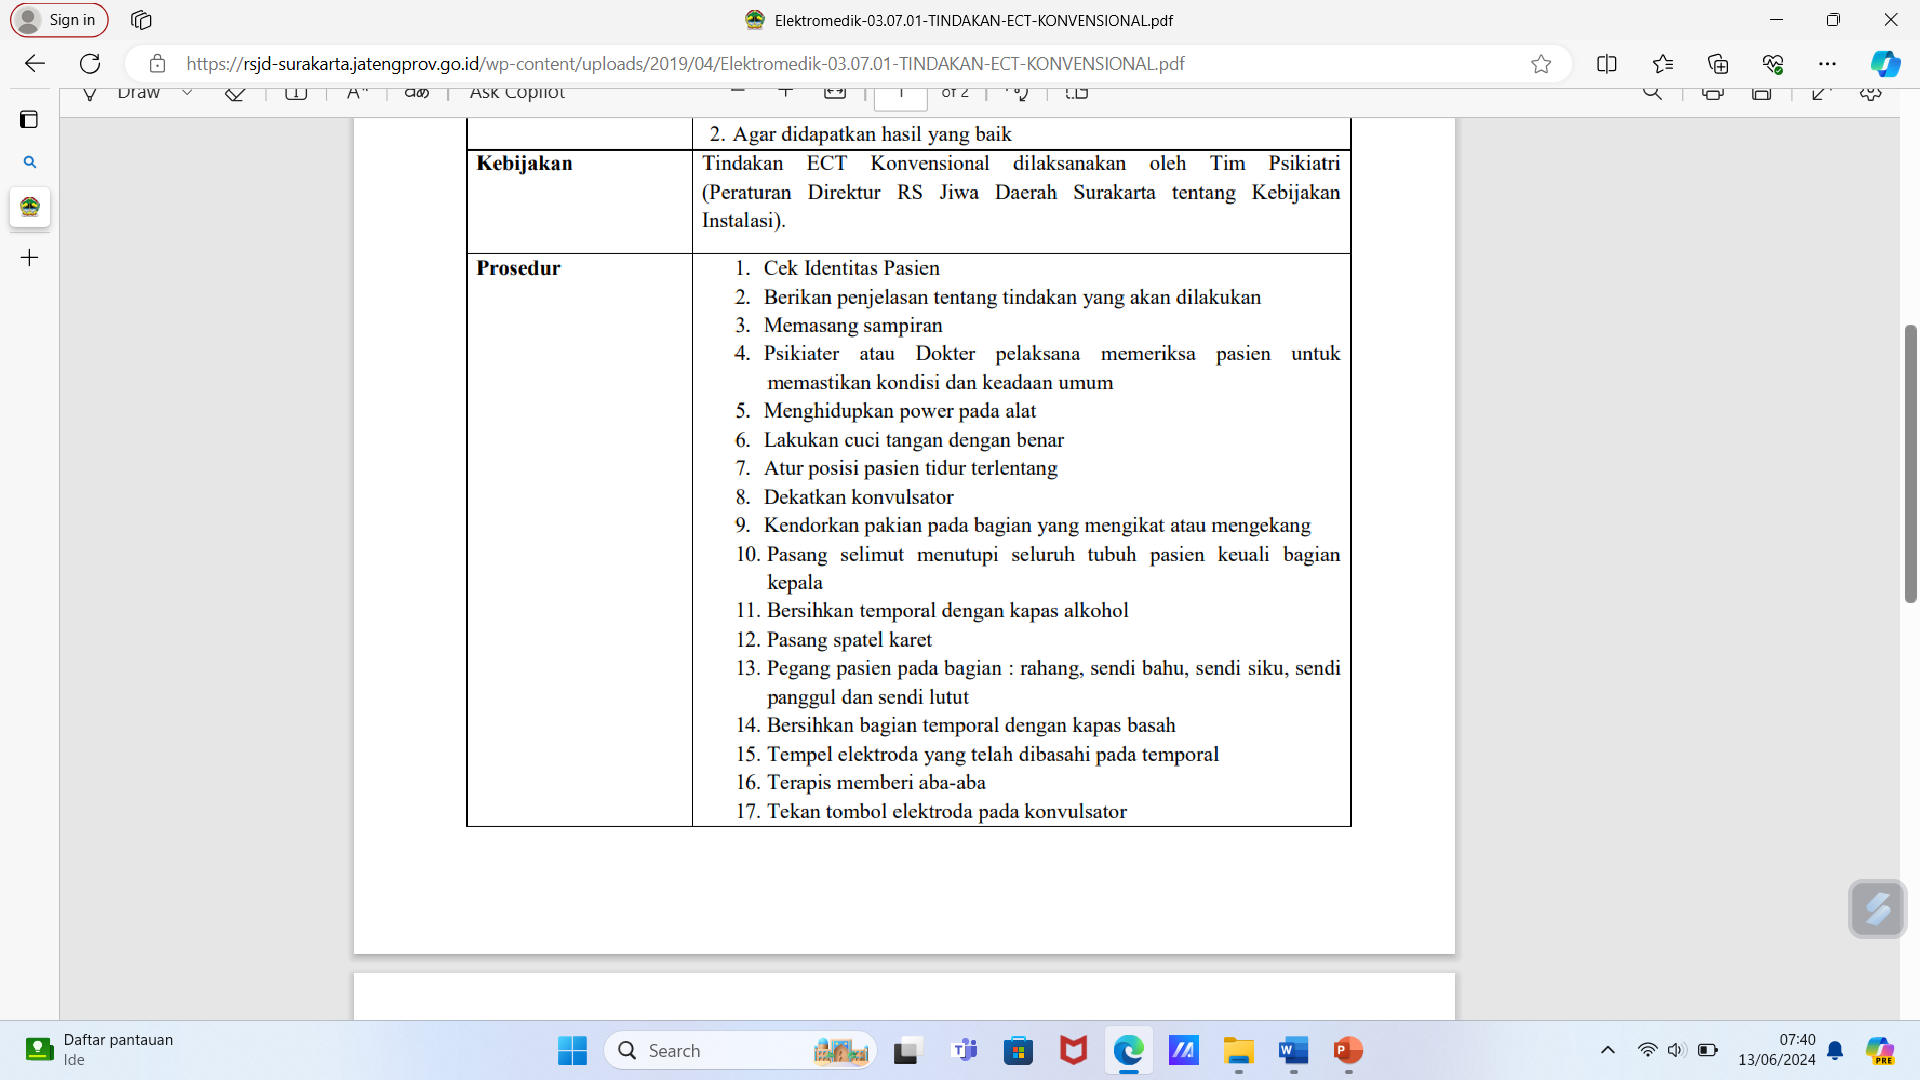 Sign in
Elektromedik-03.07.01-TINDAKAN-ECT-KONVENSIONAL.pdf
https://rsjd-surakarta.jatengprov.go.id/wp-content/uploads/2019/04/Elektromedik-03.07.01-TINDAKAN-ECT-KONVENSIONAL.pdf
Draw
Ask Copilot
1 of 2
2. Agar didapatkan hasil yang baik
Kebijakan
Tindakan ECT Konvensional dilaksanakan oleh Tim Psikiatri
(Peraturan Direktur RS Jiwa Daerah Surakarta tentang Kebijakan
Instalasi).
Prosedur
1. Cek Identitas Pasien
2. Berikan penjelasan tentang tindakan yang akan dilakukan
3. Memasang sampiran
4. Psikiater atau Dokter pelaksana memeriksa pasien untuk
memastikan kondisi dan keadaan umum
5. Menghidupkan power pada alat
6. Lakukan cuci tangan dengan benar
7. Atur posisi pasien tidur terlentang
8. Dekatkan konvulsator
9. Kendorkan pakian pada bagian yang mengikat atau mengekang
10. Pasang selimut menutupi seluruh tubuh pasien keuali bagian
kepala
11. Bersihkan temporal dengan kapas alkohol
12. Pasang spatel karet
13. Pegang pasien pada bagian : rahang, sendi bahu, sendi siku, sendi
panggul dan sendi lutut
14. Bersihkan bagian temporal dengan kapas basah
15. Tempel elektroda yang telah dibasahi pada temporal
16. Terapis memberi aba-aba
17. Tekan tombol elektroda pada konvulsator
Daftar pantauan
Ide
Search
07:40
13/06/2024
PRE